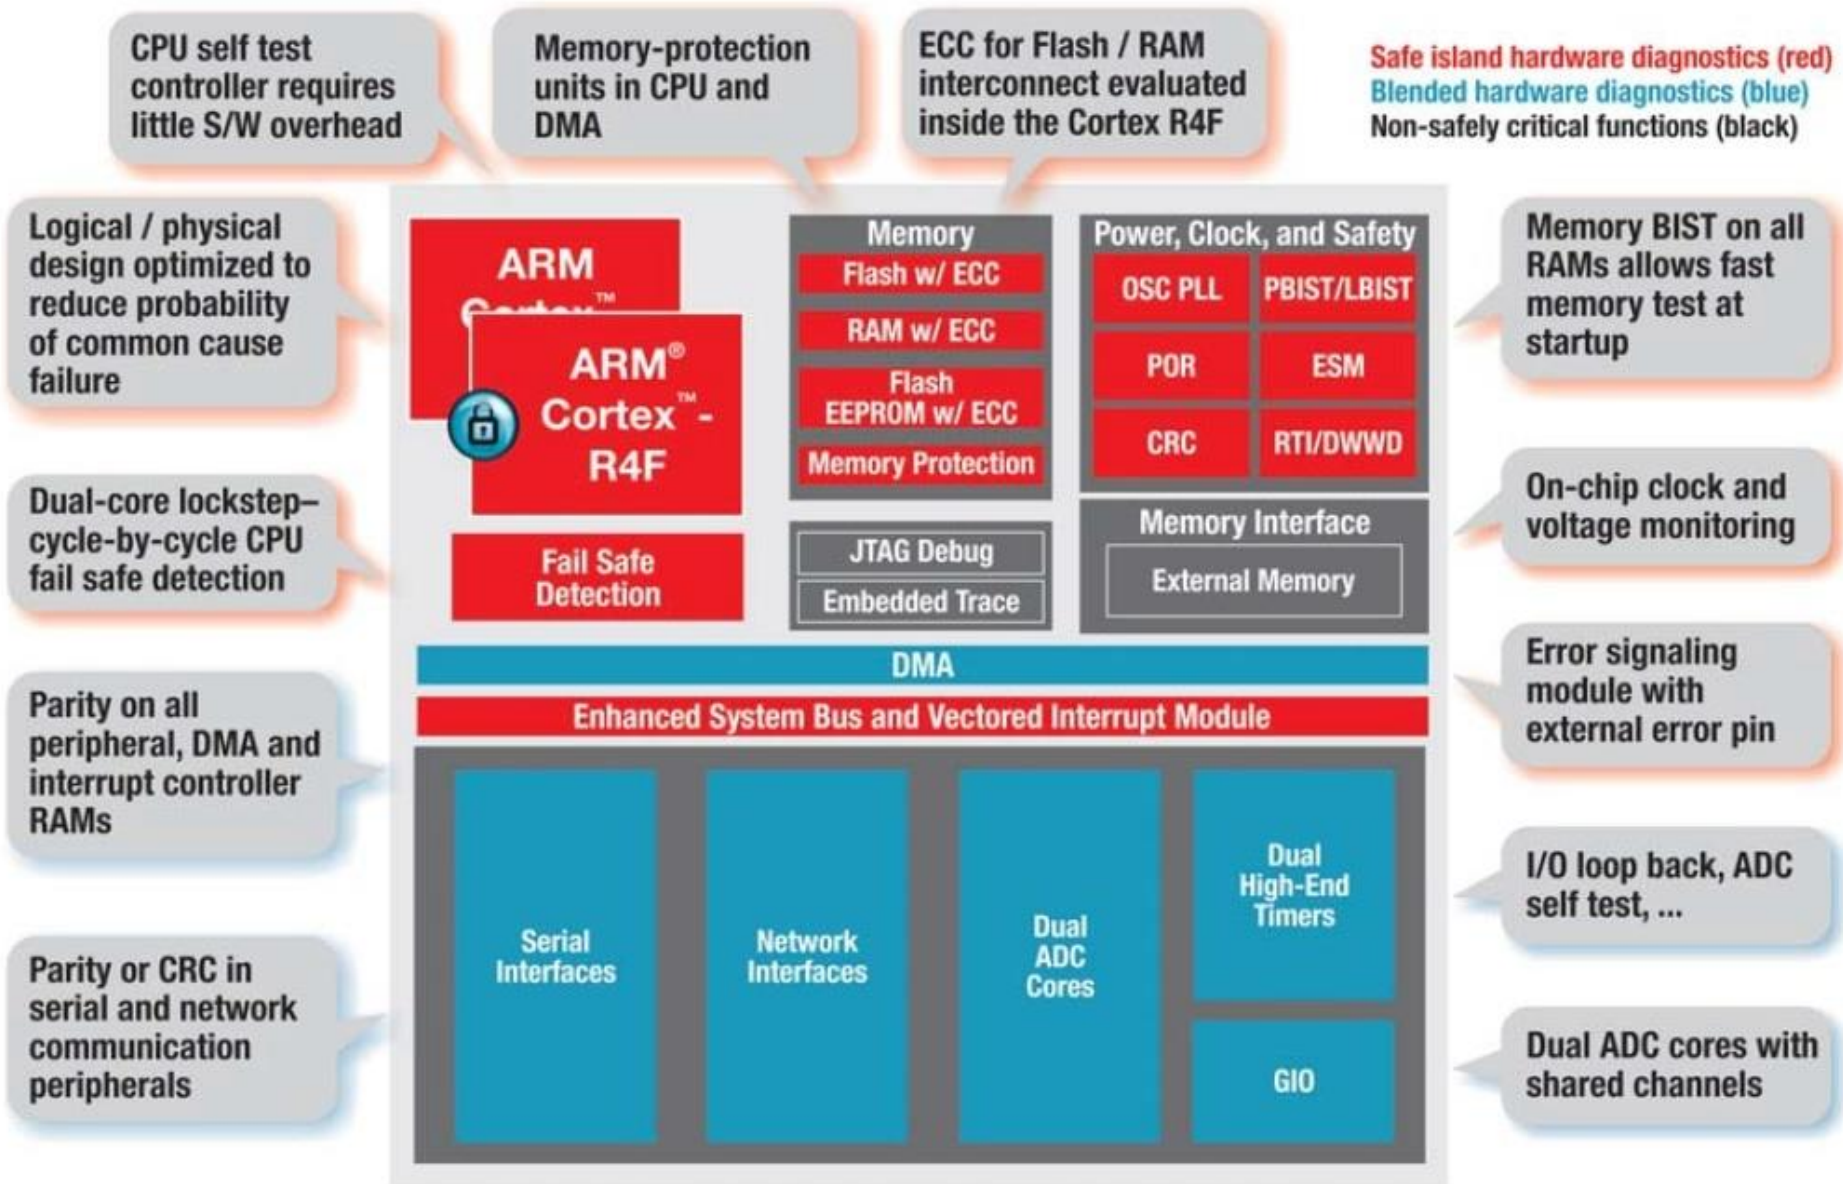 CPU self test
controller requires
little S/W overhead
Memory-protection
units in CPU and
DMA
ECC for Flash / RAM
interconnect evaluated
inside the Cortex R4F
Safe island hardware diagnostics (red)
Blended hardware diagnostics (blue)
Non-safely critical functions (black)
Logical / physical
design optimized to
reduce probability
of common cause
failure
Dual-core lockstep–
cycle-by-cycle CPU
fail safe detection
Parity on all
peripheral, DMA and
interrupt controller
RAMs
Parity or CRC in
serial and network
communication
peripherals
ARM
Cortex™
ARM®
Cortex™-
R4F
Fail Safe
Detection
Memory
Flash w/ ECC
RAM w/ ECC
Flash
EEPROM w/ ECC
Memory Protection
JTAG Debug
Embedded Trace
Power, Clock, and Safety
OSC PLL
PBIST/LBIST
POR
ESM
CRC
RTI/DWWD
Memory Interface
External Memory
DMA
Enhanced System Bus and Vectored Interrupt Module
Serial
Interfaces
Network
Interfaces
Dual
ADC
Cores
Dual
High-End
Timers
GIO
Memory BIST on all
RAMs allows fast
memory test at
startup
On-chip clock and
voltage monitoring
Error signaling
module with
external error pin
I/O loop back, ADC
self test, ...
Dual ADC cores with
shared channels